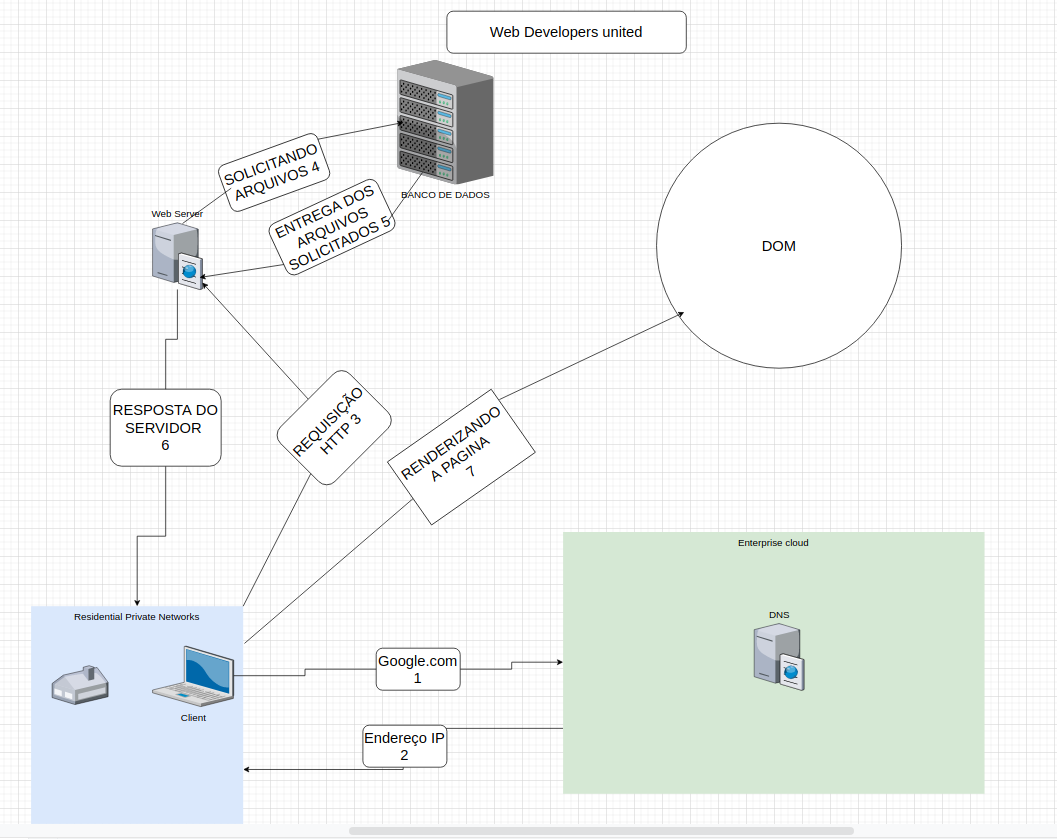 Web Developers united
SOLICITANDO
ARQUIVOS 4
BANCO DE DADOS
ENTREGA DOS
ARQUIVOS
SOLICITADOS 5
Web Server
DOM
RESPOSTA DO
SERVIDOR
6
REQUISIÇÃO
HTTP 3
RENDERIZANDO
A PAGINA
7
Enterprise cloud
DNS
Residential Private Networks
Client
Google.com
1
Endereço IP
2